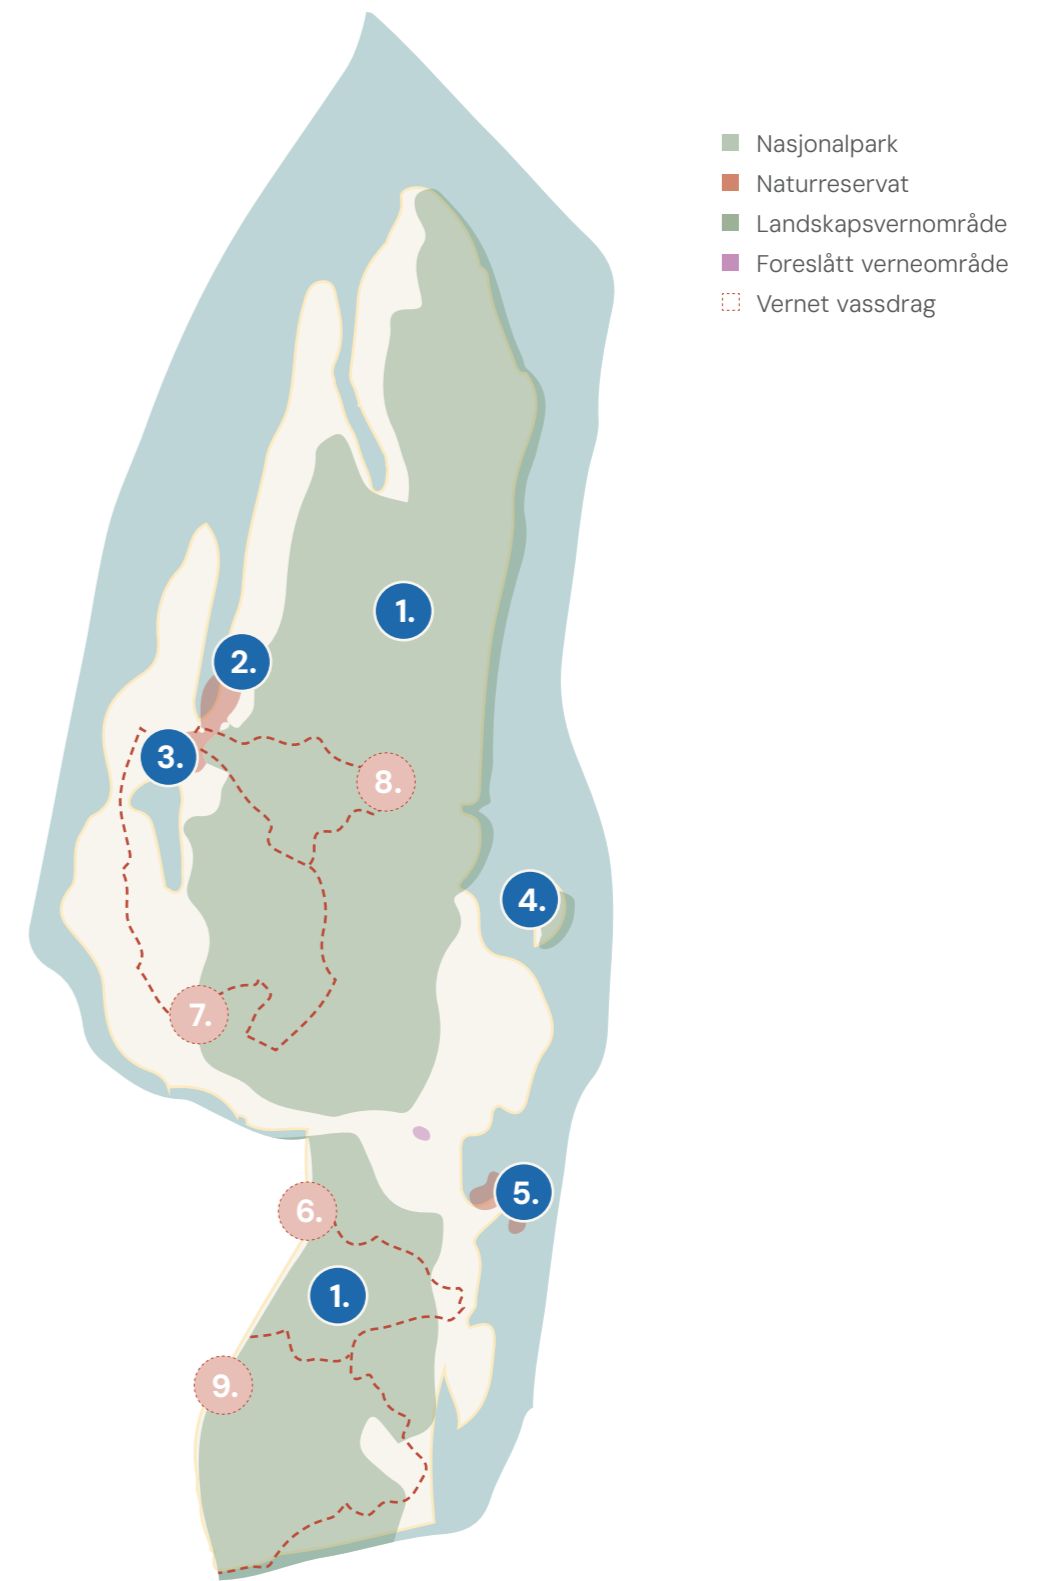 Nasjonalpark
Naturreservat
Landskapsvernområde
Foreslått verneområde
Vernet vassdrag
1.
2.
3.
8.
4.
7.
5.
6.
1.
9.